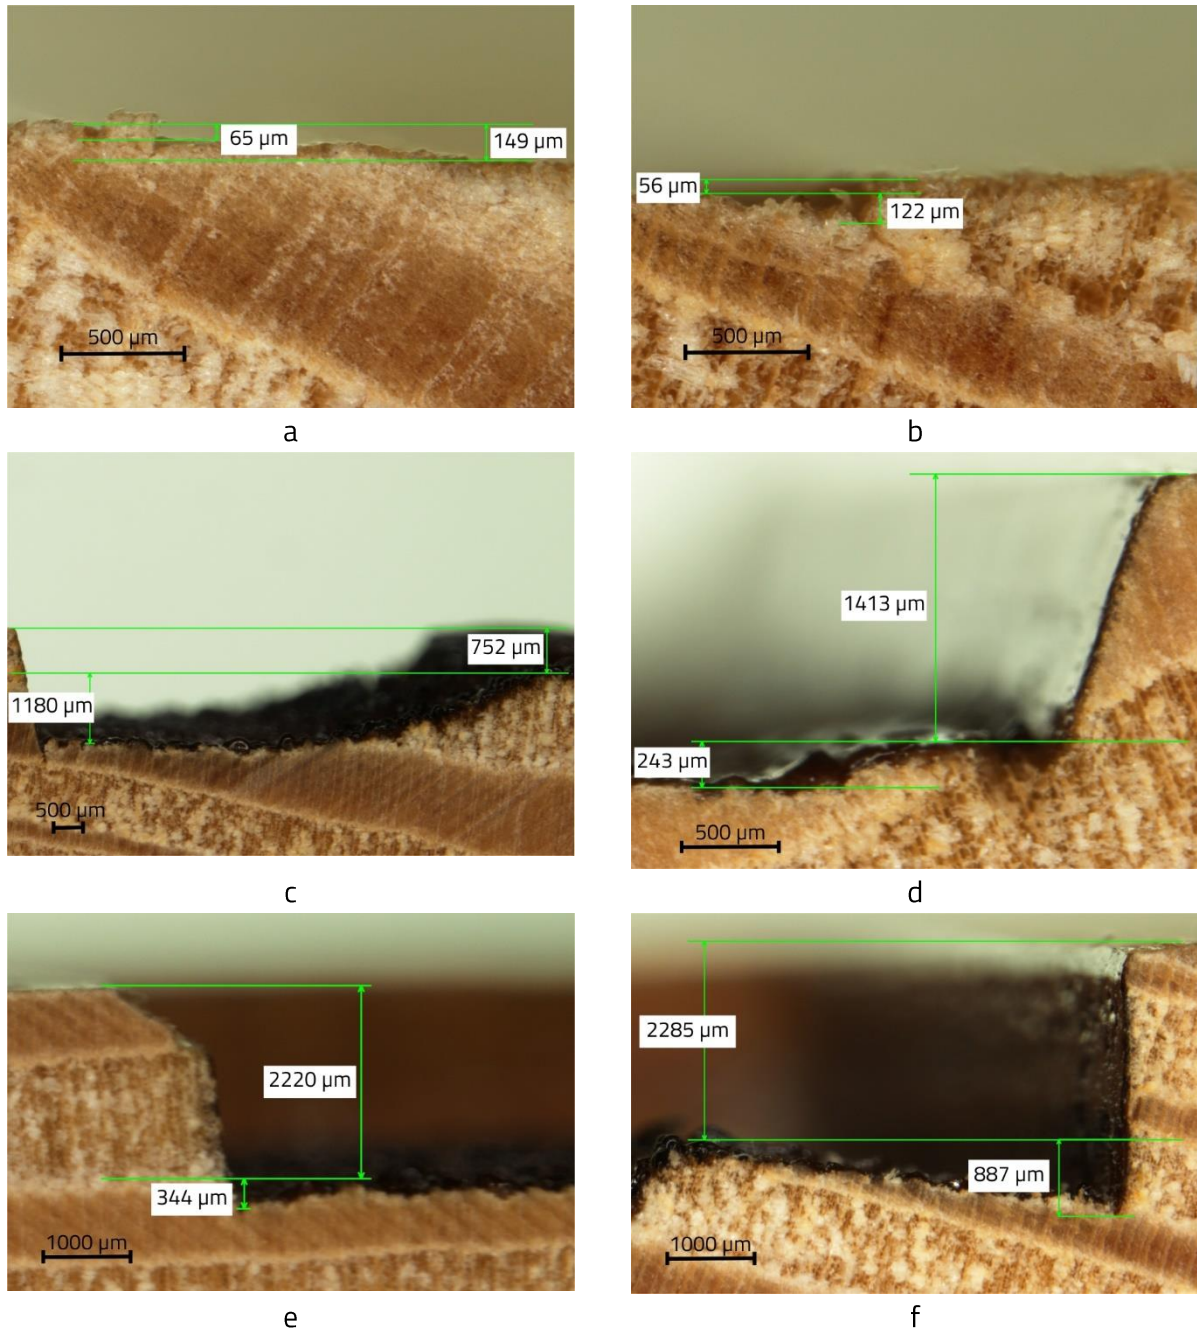 65 µm
149 µm
500 µm
a
56 µm
122 µm
500 µm
b
752 µm
1180 µm
500 µm
c
1413 µm
243 µm
500 µm
d
2220 µm
344 µm
1000 µm
e
2285 µm
887 µm
1000 µm
f